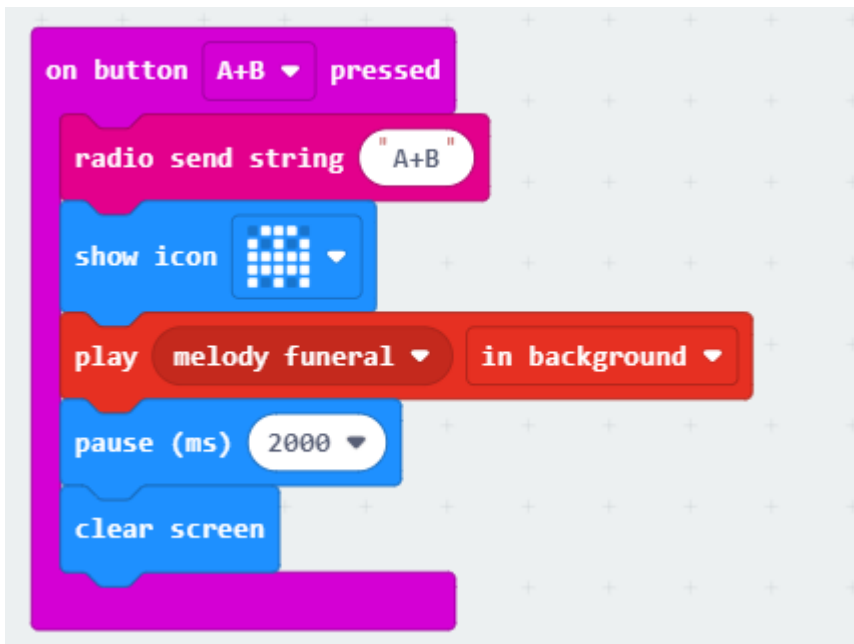 on button A+B pressed
radio send string "A+B"
show icon
play melody funeral in background
pause (ms) 2000
clear screen